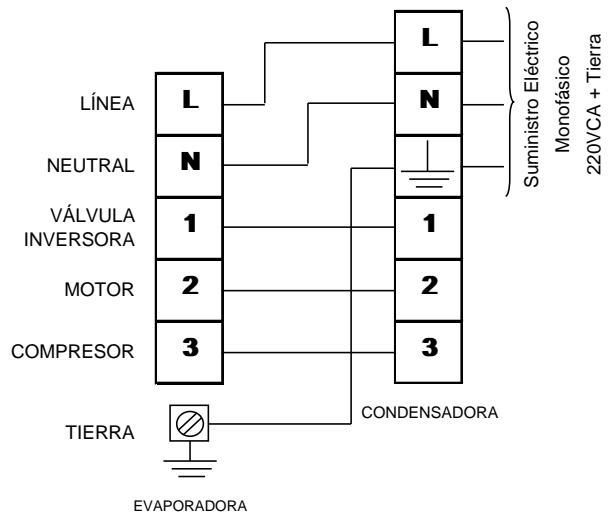 L
N
1
2
3
Suministro Eléctrico
Monofásico
220VCA + Tierra
LÍNEA
L
NEUTRAL
N
VÁLVULA
INVERSORA
1
MOTOR
2
COMPRESOR
3
TIERRA
CONDENSADORA
EVAPORADORA